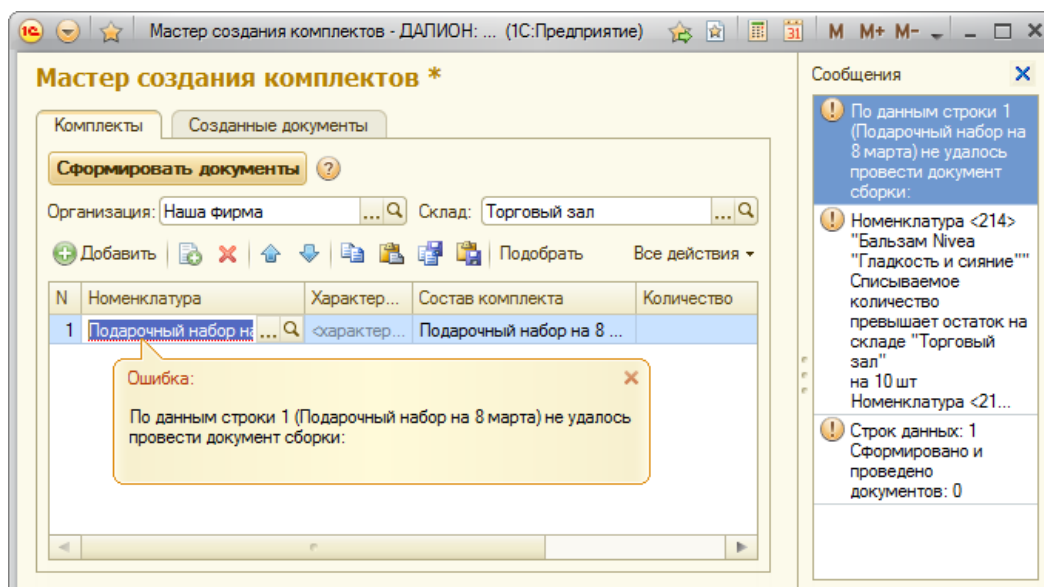 Мастер создания комплектов - ДАЛИОН: ... (1С:Предприятие)
31 M M+ M-
Мастер создания комплектов *
Комплекты Созданные документы
Сформировать документы ?
Организация: Наша фирма ... Склад: Торговый зал ...
Добавить Подобрать Все действия
N Номенклатура Характер... Состав комплекта Количество
1 Подарочный набор на ... <характер... Подарочный набор на 8 ...
Ошибка:
По данным строки 1 (Подарочный набор на 8 марта) не удалось
провести документ сборки:
Сообщения
По данным строки 1
(Подарочный набор на
8 марта) не удалось
провести документ
сборки:
Номенклатура <214>
"Бальзам Nivea
"Гладкость и сияние""
Списываемое
количество
превышает остаток на
складе "Торговый
зал"
на 10 шт
Номенклатура <21...
Строк данных: 1
Сформировано и
проведено
документов: 0